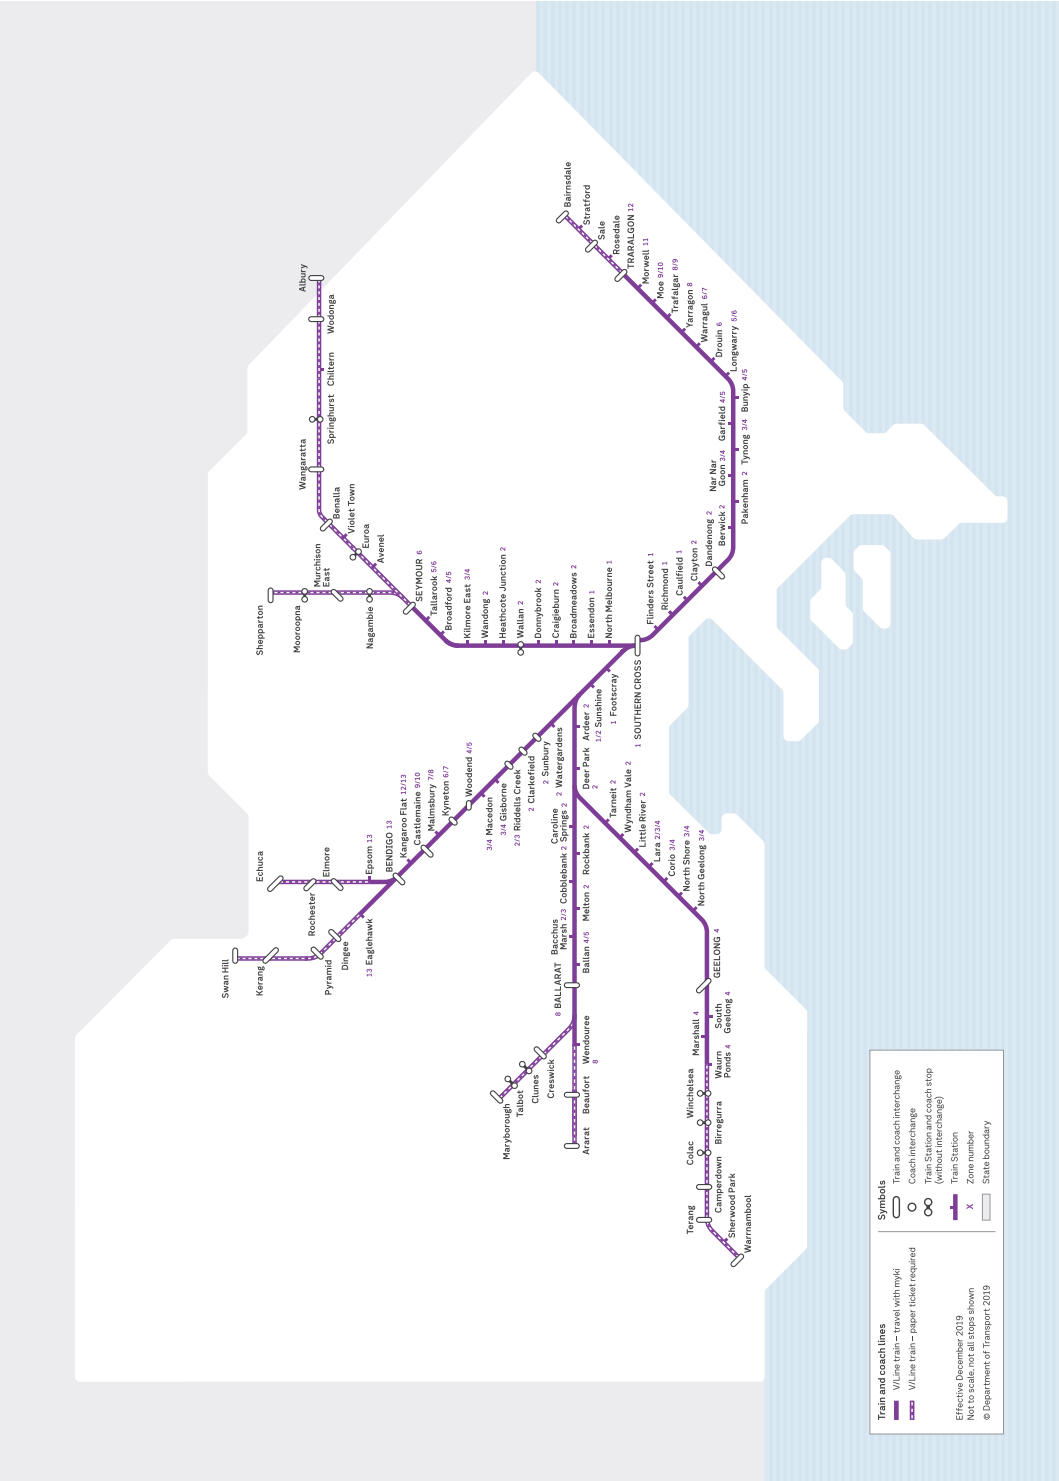 Swan Hill
Kerang
Pyramid
Dingee
13 Eaglehawk
Echuca
Rochester
Elmore
Epsom 13
BENDIGO 13
Kangaroo Flat 12/13
Castlemaine 9/10
Malmsbury 7/8
Kyneton 6/7
Woodend 4/5
3/4 Macedon
3/4 Gisborne
2/3 Riddells Creek
2 Clarkefield
2 Sunbury
2 Watergardens
1/2 Sunshine
1 Footscray
1 SOUTHERN CROSS
Shepparton
Mooroopna
Murchison
East
Nagambie
Albury
Wodonga
Chiltern
Springhurst
Wangaratta
Benalla
Violet Town
Euroa
Avenel
SEYMOUR 6
Tallarook 5/6
Broadford 4/5
Kilmore East 3/4
Wandong 2
Heathcote Junction 2
Wallan 2
Donnybrook 2
Craigieburn 2
Broadmeadows 2
Essendon 1
North Melbourne 1
Maryborough
Talbot
Clunes
Creswick
Ararat
Beaufort
Wendouree
8
8 BALLARAT
Ballan 4/5
Bacchus
Marsh 2/3
Melton 2
Cobblebank 2
Rockbank 2
Caroline
Springs 2
Deer Park
2
Ardeer 2
Tarneit 2
Wyndham Vale 2
Little River 2
Lara 2/3/4
Corio 3/4
North Shore 3/4
North Geelong 3/4
GEELONG 4
South
Geelong 4
Marshall 4
Waurn
Ponds 4
Winchelsea
Birregurra
Colac
Camperdown
Terang
Sherwood Park
Warrnambool
Flinders Street 1
Richmond 1
Caulfield 1
Clayton 2
Dandenong 2
Berwick 2
Pakenham 2
Nar Nar
Goon 3/4
Tynong 3/4
Garfield 4/5
Bunyip 4/5
Longwarry 5/6
Drouin 6
Warragul 6/7
Yarragon 8
Trafalgar 8/9
Moe 9/10
Morwell 11
TRARALGON 12
Rosedale
Sale
Stratford
Bairnsdale
Train and coach lines
V/Line train – travel with myki
V/Line train – paper ticket required
Effective December 2019
Not to scale, not all stops shown
© Department of Transport 2019
Symbols
Train and coach interchange
Coach interchange
Train Station and coach stop
(without interchange)
Train Station
X Zone number
State boundary